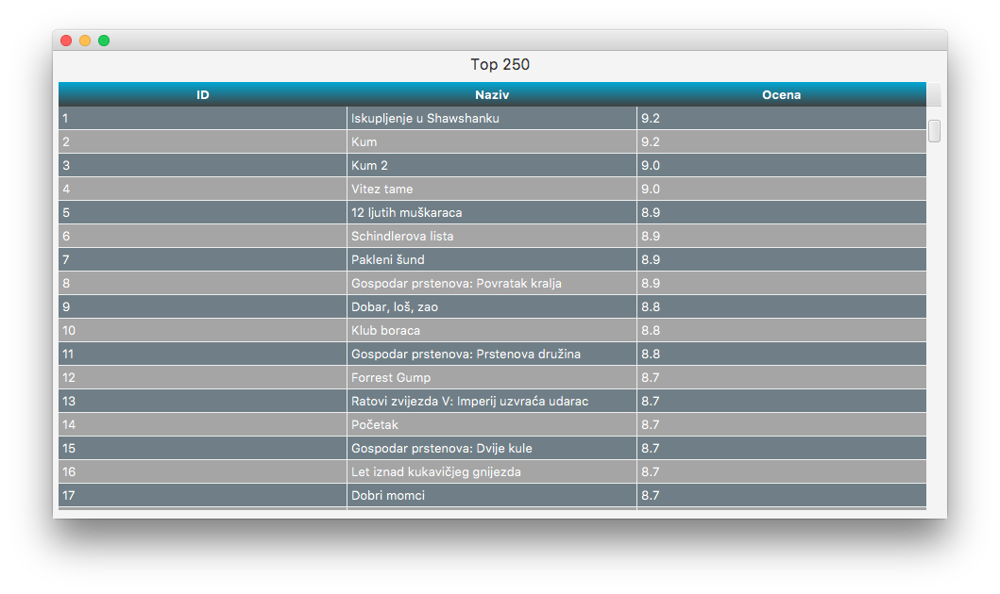 Top 250
ID Naziv Ocena
1 Iskupljenje u Shawshanku 9.2
2 Kum 9.2
3 Kum 2 9.0
4 Vitez tame 9.0
5 12 ljutih muškaraca 8.9
6 Schindlerova lista 8.9
7 Pakleni šund 8.9
8 Gospodar prstenova: Povratak kralja 8.9
9 Dobar, loš, zao 8.8
10 Klub boraca 8.8
11 Gospodar prstenova: Prstenova družina 8.8
12 Forrest Gump 8.7
13 Ratovi zvijezda V: Imperij uzvraća udarac 8.7
14 Početak 8.7
15 Gospodar prstenova: Dvije kule 8.7
16 Let iznad kukavičjeg gnijezda 8.7
17 Dobri momci 8.7